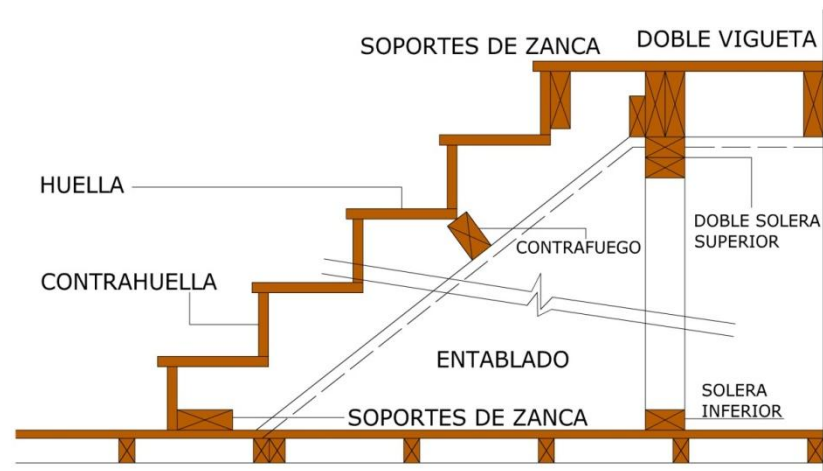 SOPORTES DE ZANCA
DOBLE VIGUETA
HUELLA
DOBLE SOLERA
SUPERIOR
CONTRAFUEGO
CONTRAHUELLA
ENTABLADO
SOLERA
INFERIOR
SOPORTES DE ZANCA